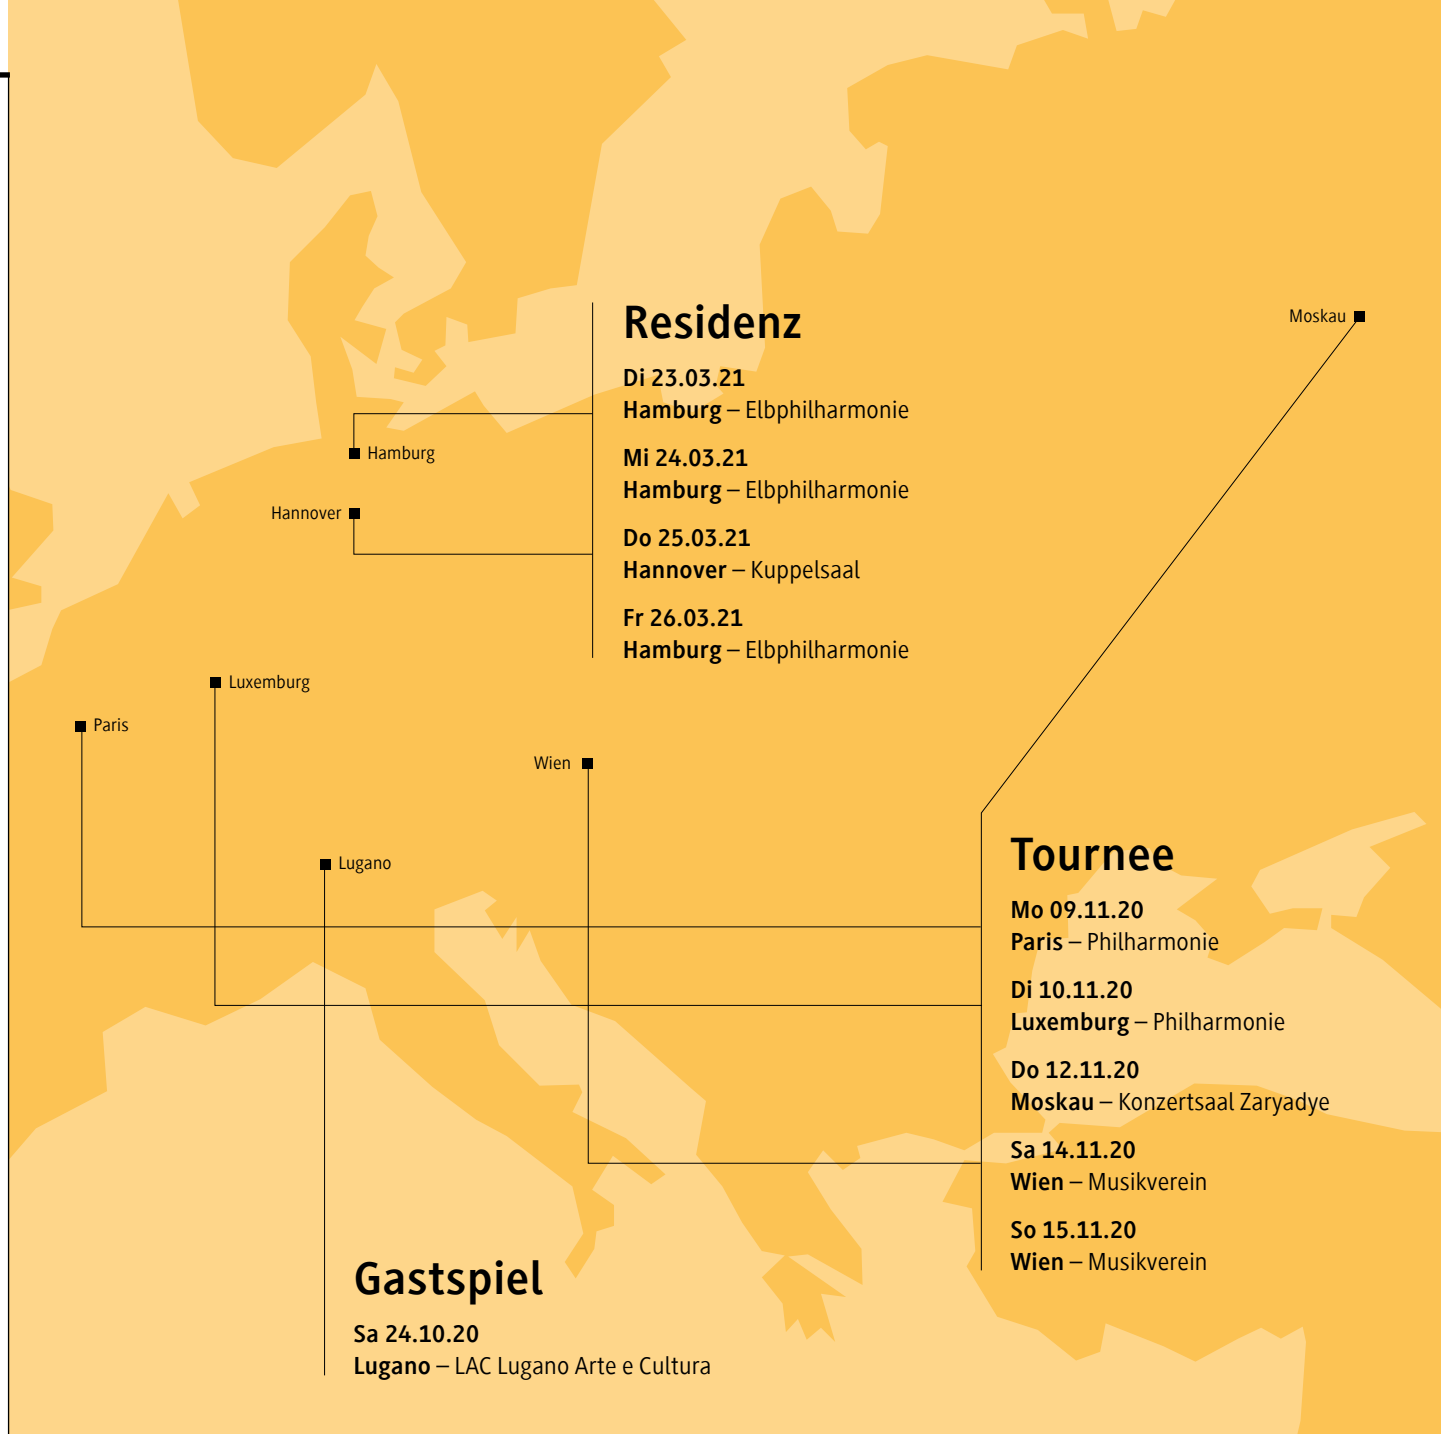 Residenz
Di 23.03.21
Hamburg – Elbphilharmonie
Mi 24.03.21
Hamburg – Elbphilharmonie
Do 25.03.21
Hannover – Kuppelsaal
Fr 26.03.21
Hamburg – Elbphilharmonie
Moskau
Hamburg
Hannover
Luxemburg
Paris
Wien
Lugano
Tournee
Mo 09.11.20
Paris – Philharmonie
Di 10.11.20
Luxemburg – Philharmonie
Do 12.11.20
Moskau – Konzertsaal Zaryadye
Sa 14.11.20
Wien – Musikverein
So 15.11.20
Wien – Musikverein
Gastspiel
Sa 24.10.20
Lugano – LAC Lugano Arte e Cultura